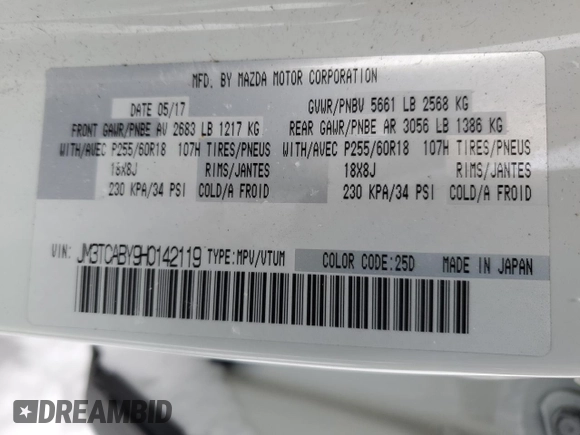 MFD. BY MAZDA MOTOR CORPORATION
DATE 05/17 GVWR/PNBV 5661 LB 2568 KG
FRONT GAWR/PNBE AV 2683 LB 1217 KG REAR GAWR/PNBE AR 3056 LB 1386 KG
WITH/AVEC P255/60R18 107H TIRES/PNEUS WITH/AVEC P255/60R18 107H TIRES/PNEUS
18X8J RIMS/JANTES 18X8J RIMS/JANTES
230 KPA/34 PSI COLD/A FROID 230 KPA/34 PSI COLD/A FROID
VIN: JM3TCABY9H0142119 TYPE:MPV/VTUM COLOR CODE:25D MADE IN JAPAN
DREAMBID